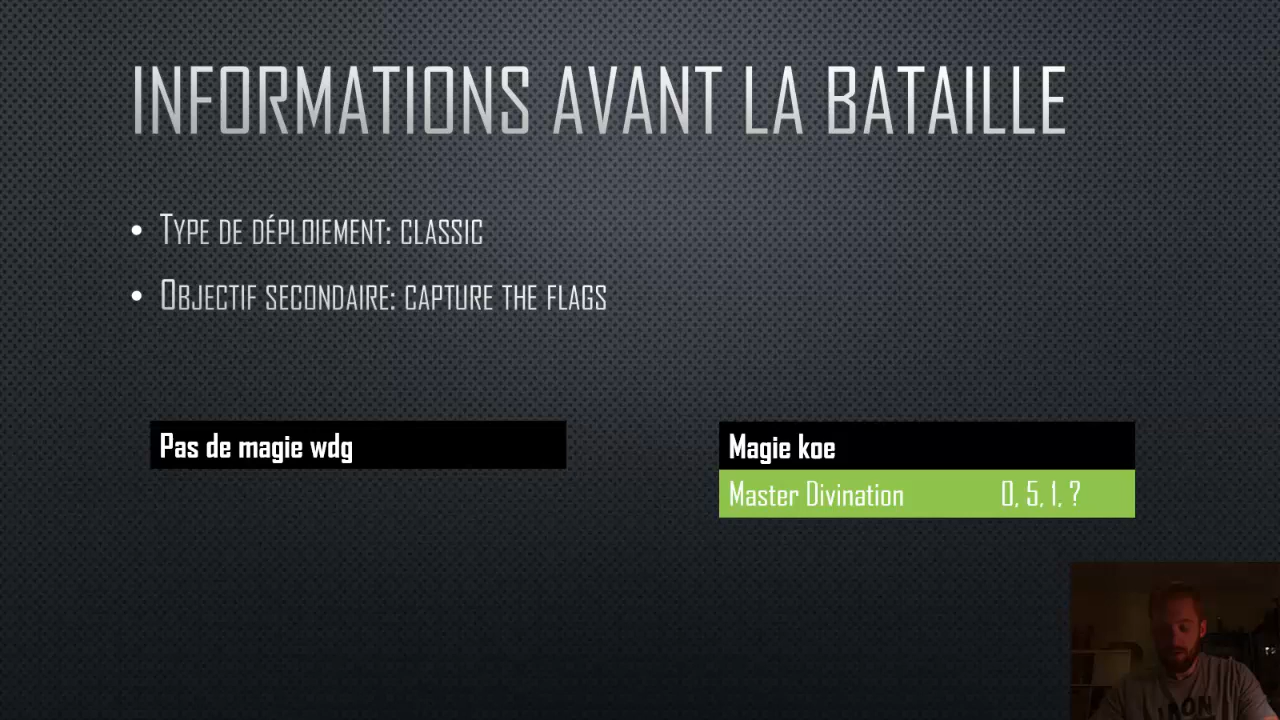 INFORMATIONS AVANT LA BATAILLE
• TYPE DE DÉPLOIEMENT: CLASSIC
• OBJECTIF SECONDAIRE: CAPTURE THE FLAGS
Pas de magie wdg
Magie koe
Master Divination 0, 5, 1, ?